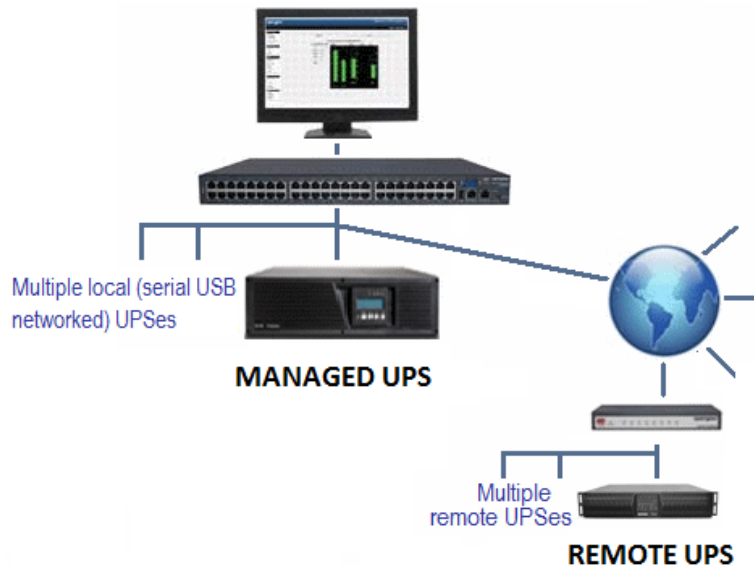 Multiple local (serial USB
networked) UPSes
MANAGED UPS
Multiple
remote UPSes
REMOTE UPS